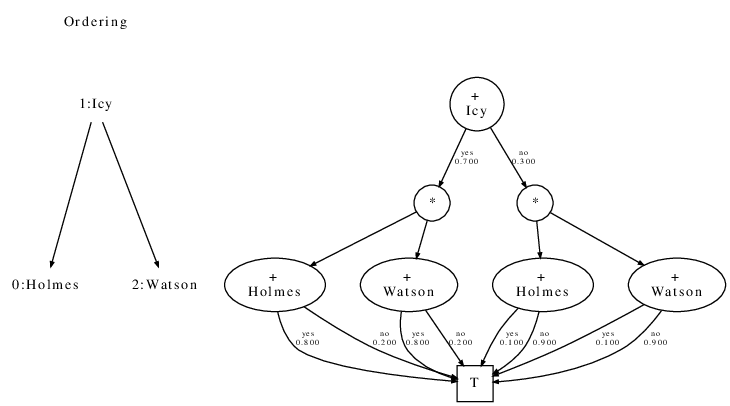 Ordering
1:Icy
0:Holmes
2:Watson
+
Icy
yes
0.700
no
0.300
*
*
+
Holmes
+
Watson
+
Holmes
+
Watson
yes
0.800
no
0.200
yes
0.800
no
0.200
yes
0.100
no
0.900
yes
0.100
no
0.900
T